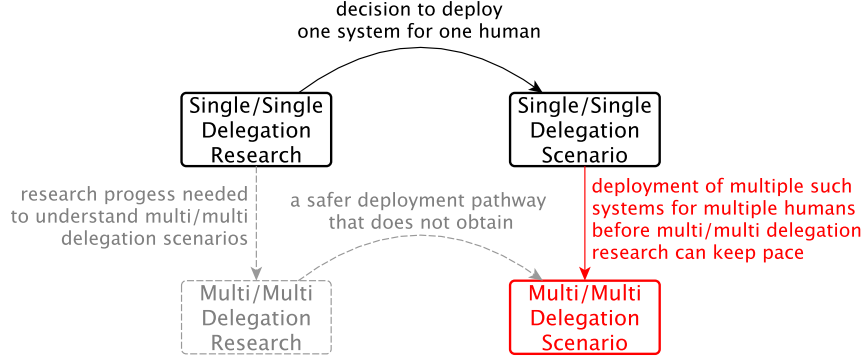 decision to deploy
one system for one human
Single/Single
Delegation
Research
Single/Single
Delegation
Scenario
research progess needed
to understand multi/multi
delegation scenarios
a safer deployment pathway
that does not obtain
deployment of multiple such
systems for multiple humans
before multi/multi delegation
research can keep pace
Multi/Multi
Delegation
Research
Multi/Multi
Delegation
Scenario